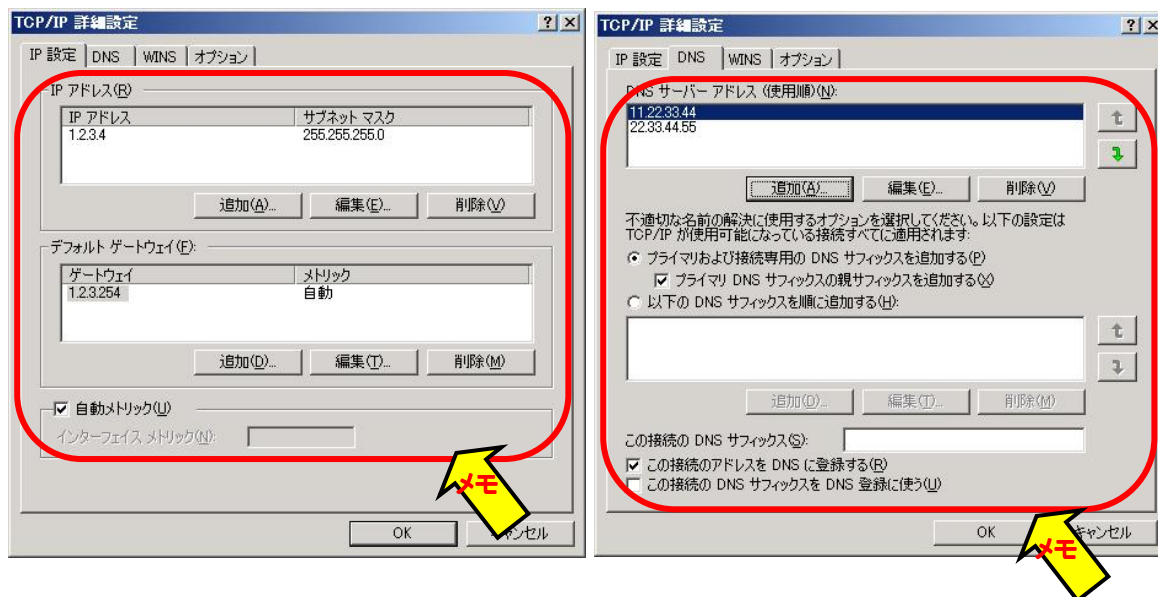 TCP/IP 詳細設定
IP 設定 DNS WINS オプション
IP アドレス(R)
IP アドレス サブネット マスク
1.2.3.4 255.255.255.0
追加(A)... 編集(E)... 削除(V)
デフォルト ゲートウェイ(F):
ゲートウェイ メトリック
1.2.3.254 自動
追加(D)... 編集(T)... 削除(M)
自動メトリック(U)
インターフェイス メトリック(N):
メモ
OK
TCP/IP 詳細設定
IP 設定 DNS WINS オプション
DNS サーバー アドレス (使用順)(N):
11.22.33.44
22.33.44.55
追加(A)... 編集(E)... 削除(V)
不適切な名前の解決に使用するオプションを選択してください。以下の設定は
TCP/IP が使用可能になっている接続すべてに適用されます:
プライマリおよび接続専用の DNS サフィックスを追加する(P)
プライマリ DNS サフィックスの親サフィックスを追加する(X)
以下の DNS サフィックスを順に追加する(H):
追加(D)... 編集(T)... 削除(M)
この接続の DNS サフィックス(S):
この接続のアドレスを DNS に登録する(R)
この接続の DNS サフィックスを DNS 登録に使う(U)
OK キャンセル
メモ